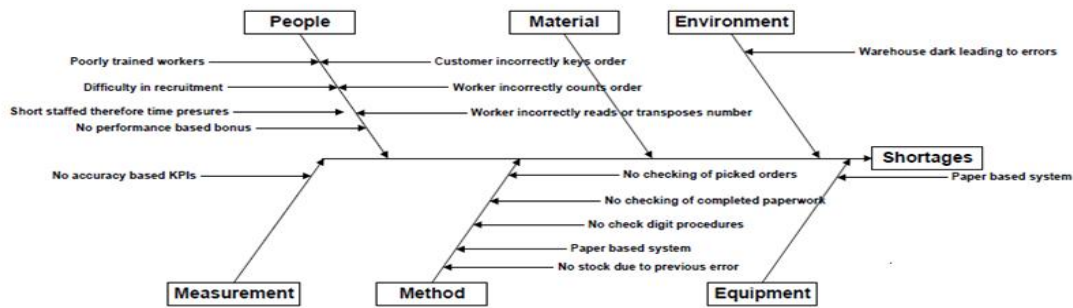 People
Material
Environment
Poorly trained workers
Customer incorrectly keys order
Warehouse dark leading to errors
Difficulty in recruitment
Worker incorrectly counts order
Short staffed therefore time presures
Worker incorrectly reads or transposes number
No performance based bonus
Shortages
No accuracy based KPIs
No checking of picked orders
Paper based system
No checking of completed paperwork
No check digit procedures
Paper based system
No stock due to previous error
Measurement
Method
Equipment